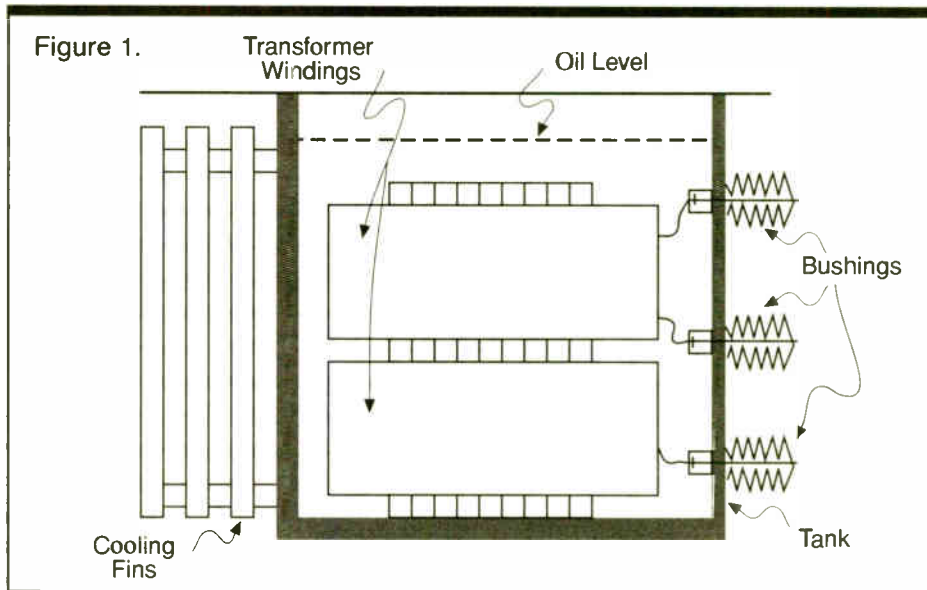 Figure 1.
Transformer
Windings
Oil Level
Bushings
Tank
Cooling
Fins